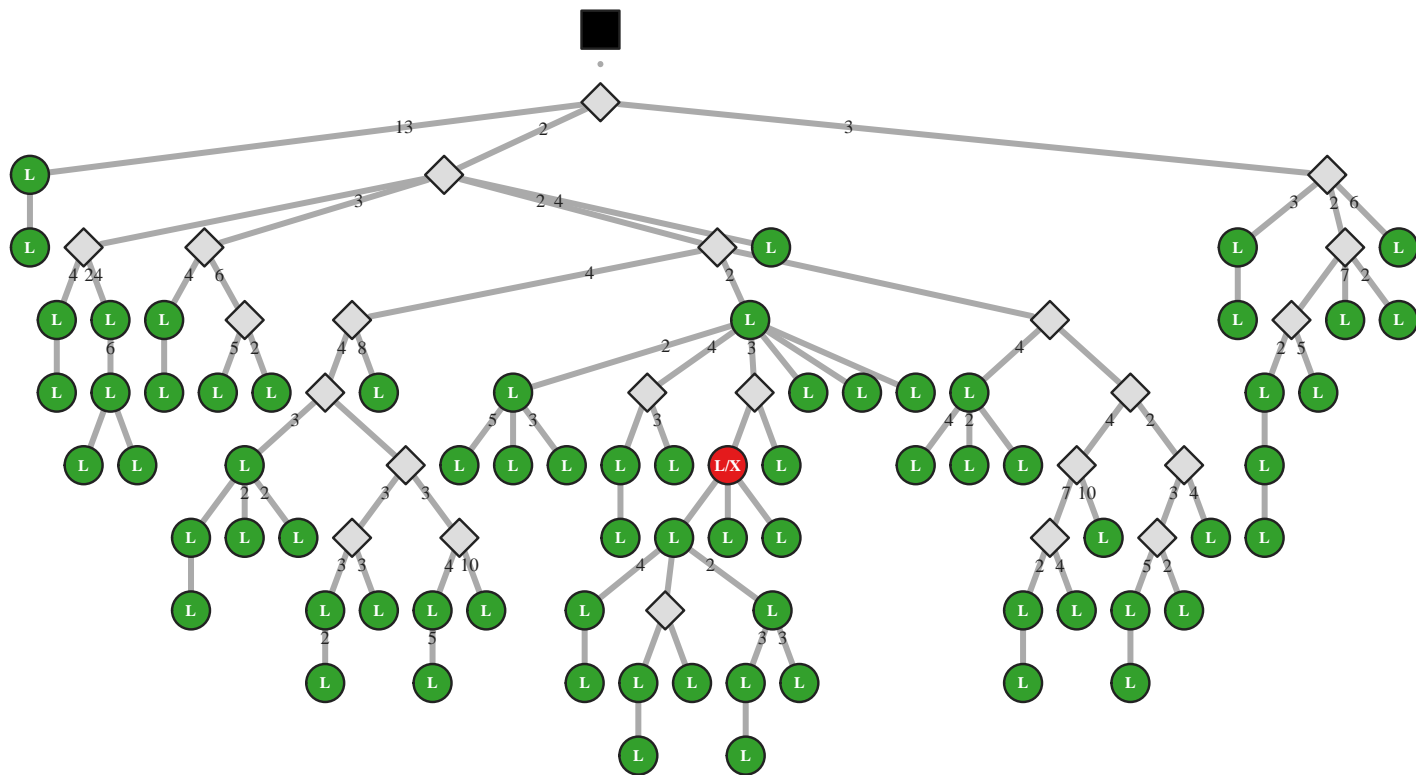 13 2 3
L L
3 2 4 3 2 6
L L L L
4 24 4 6 4 2 7 2
L L L L L L L L
6 5 2 4 8 2 4 3 4 2 5
L L L L L L L L L L L L L L
3 5 3 3 4 2 4 2
L L L L L L L L L/X L L L L L
2 2 3 3 7 10 3 4
L L L L L L L L L L
3 3 4 10 4 2 2 4 5 2
L L L L L L L L L L L
2 5 3 3
L L L L L L L L L
L L